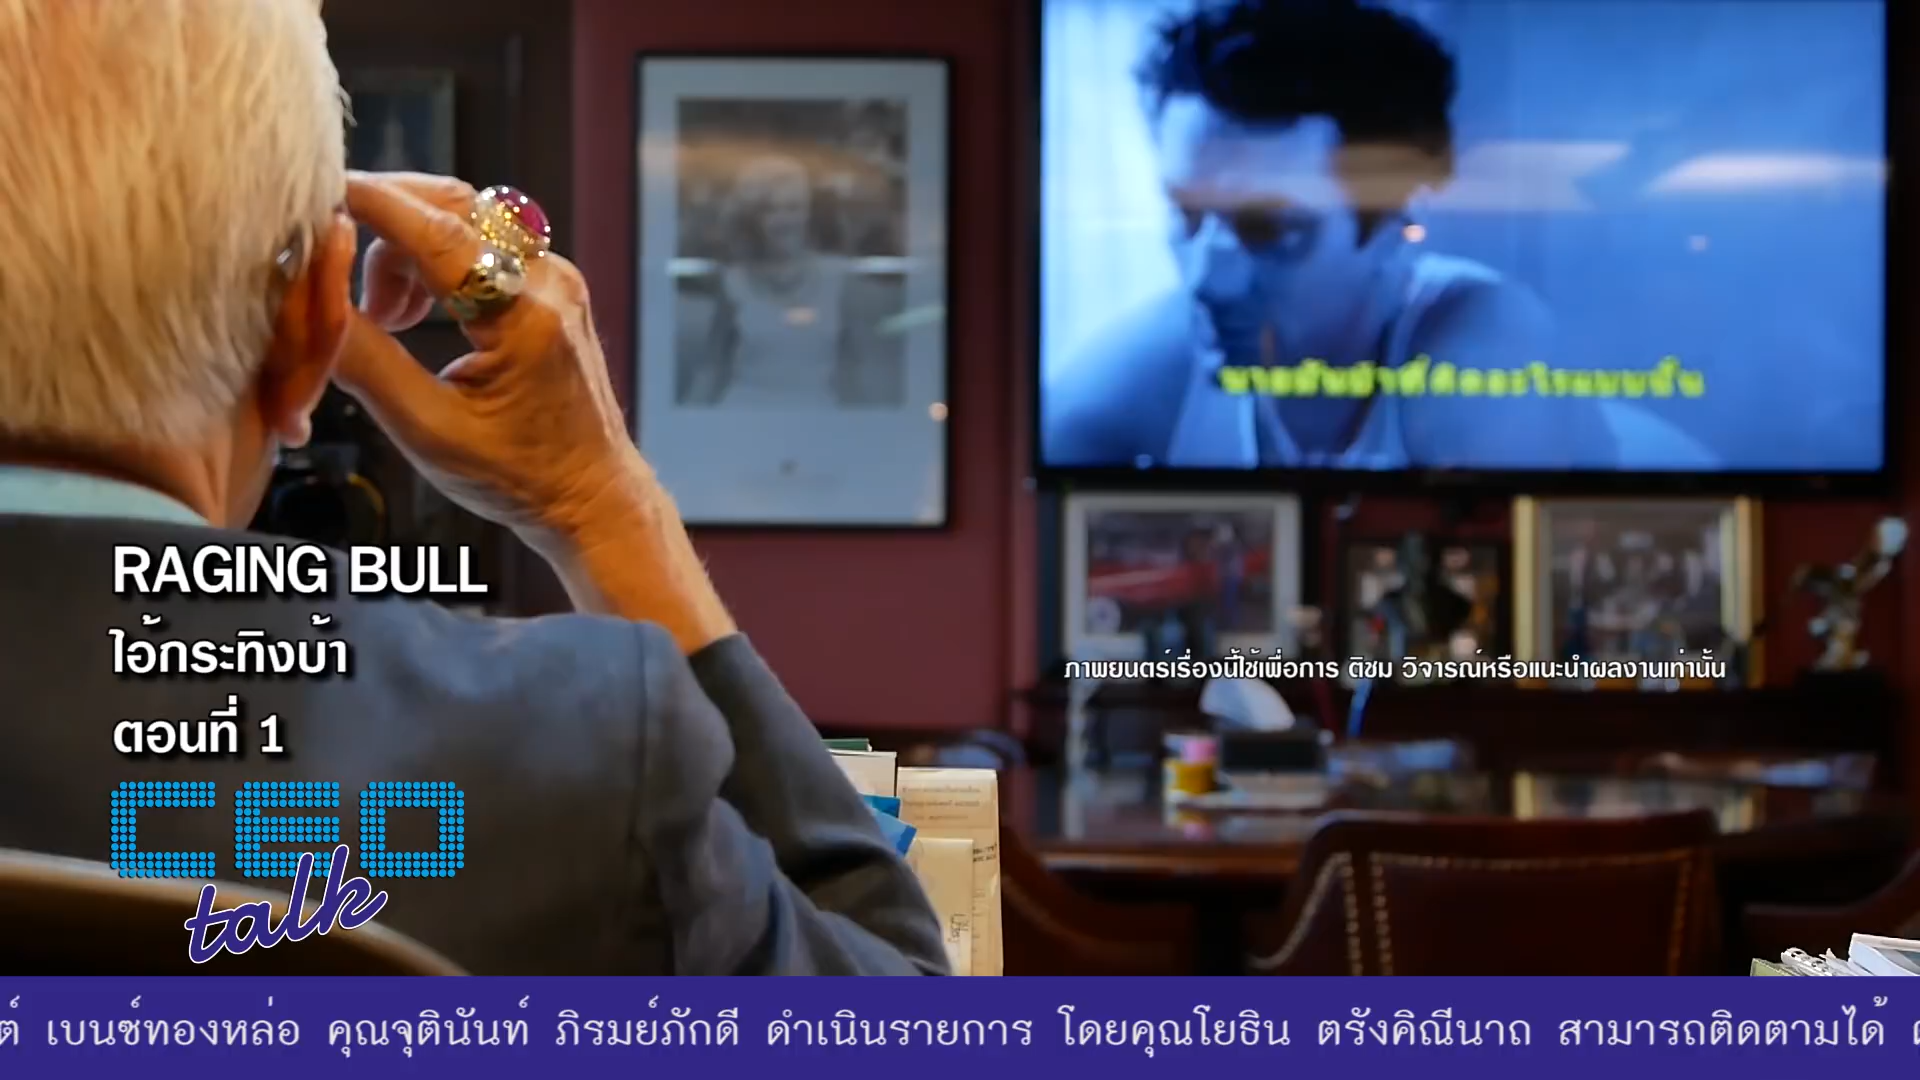 RAGING BULL
ไอ้กระทิงบ้า
ตอนที่ 1
CEO
talk
ภาพยนตร์เรื่องนี้ใช้เพื่อการ ติชม วิจารณ์หรือแนะนำผลงานเท่านั้น
เบนซ์ทองหล่อ คุณจุตินันท์ ภิรมย์ภักดี ดำเนินรายการ โดยคุณโยธิน ตรังคิณีนาถ สามารถติดตามได้